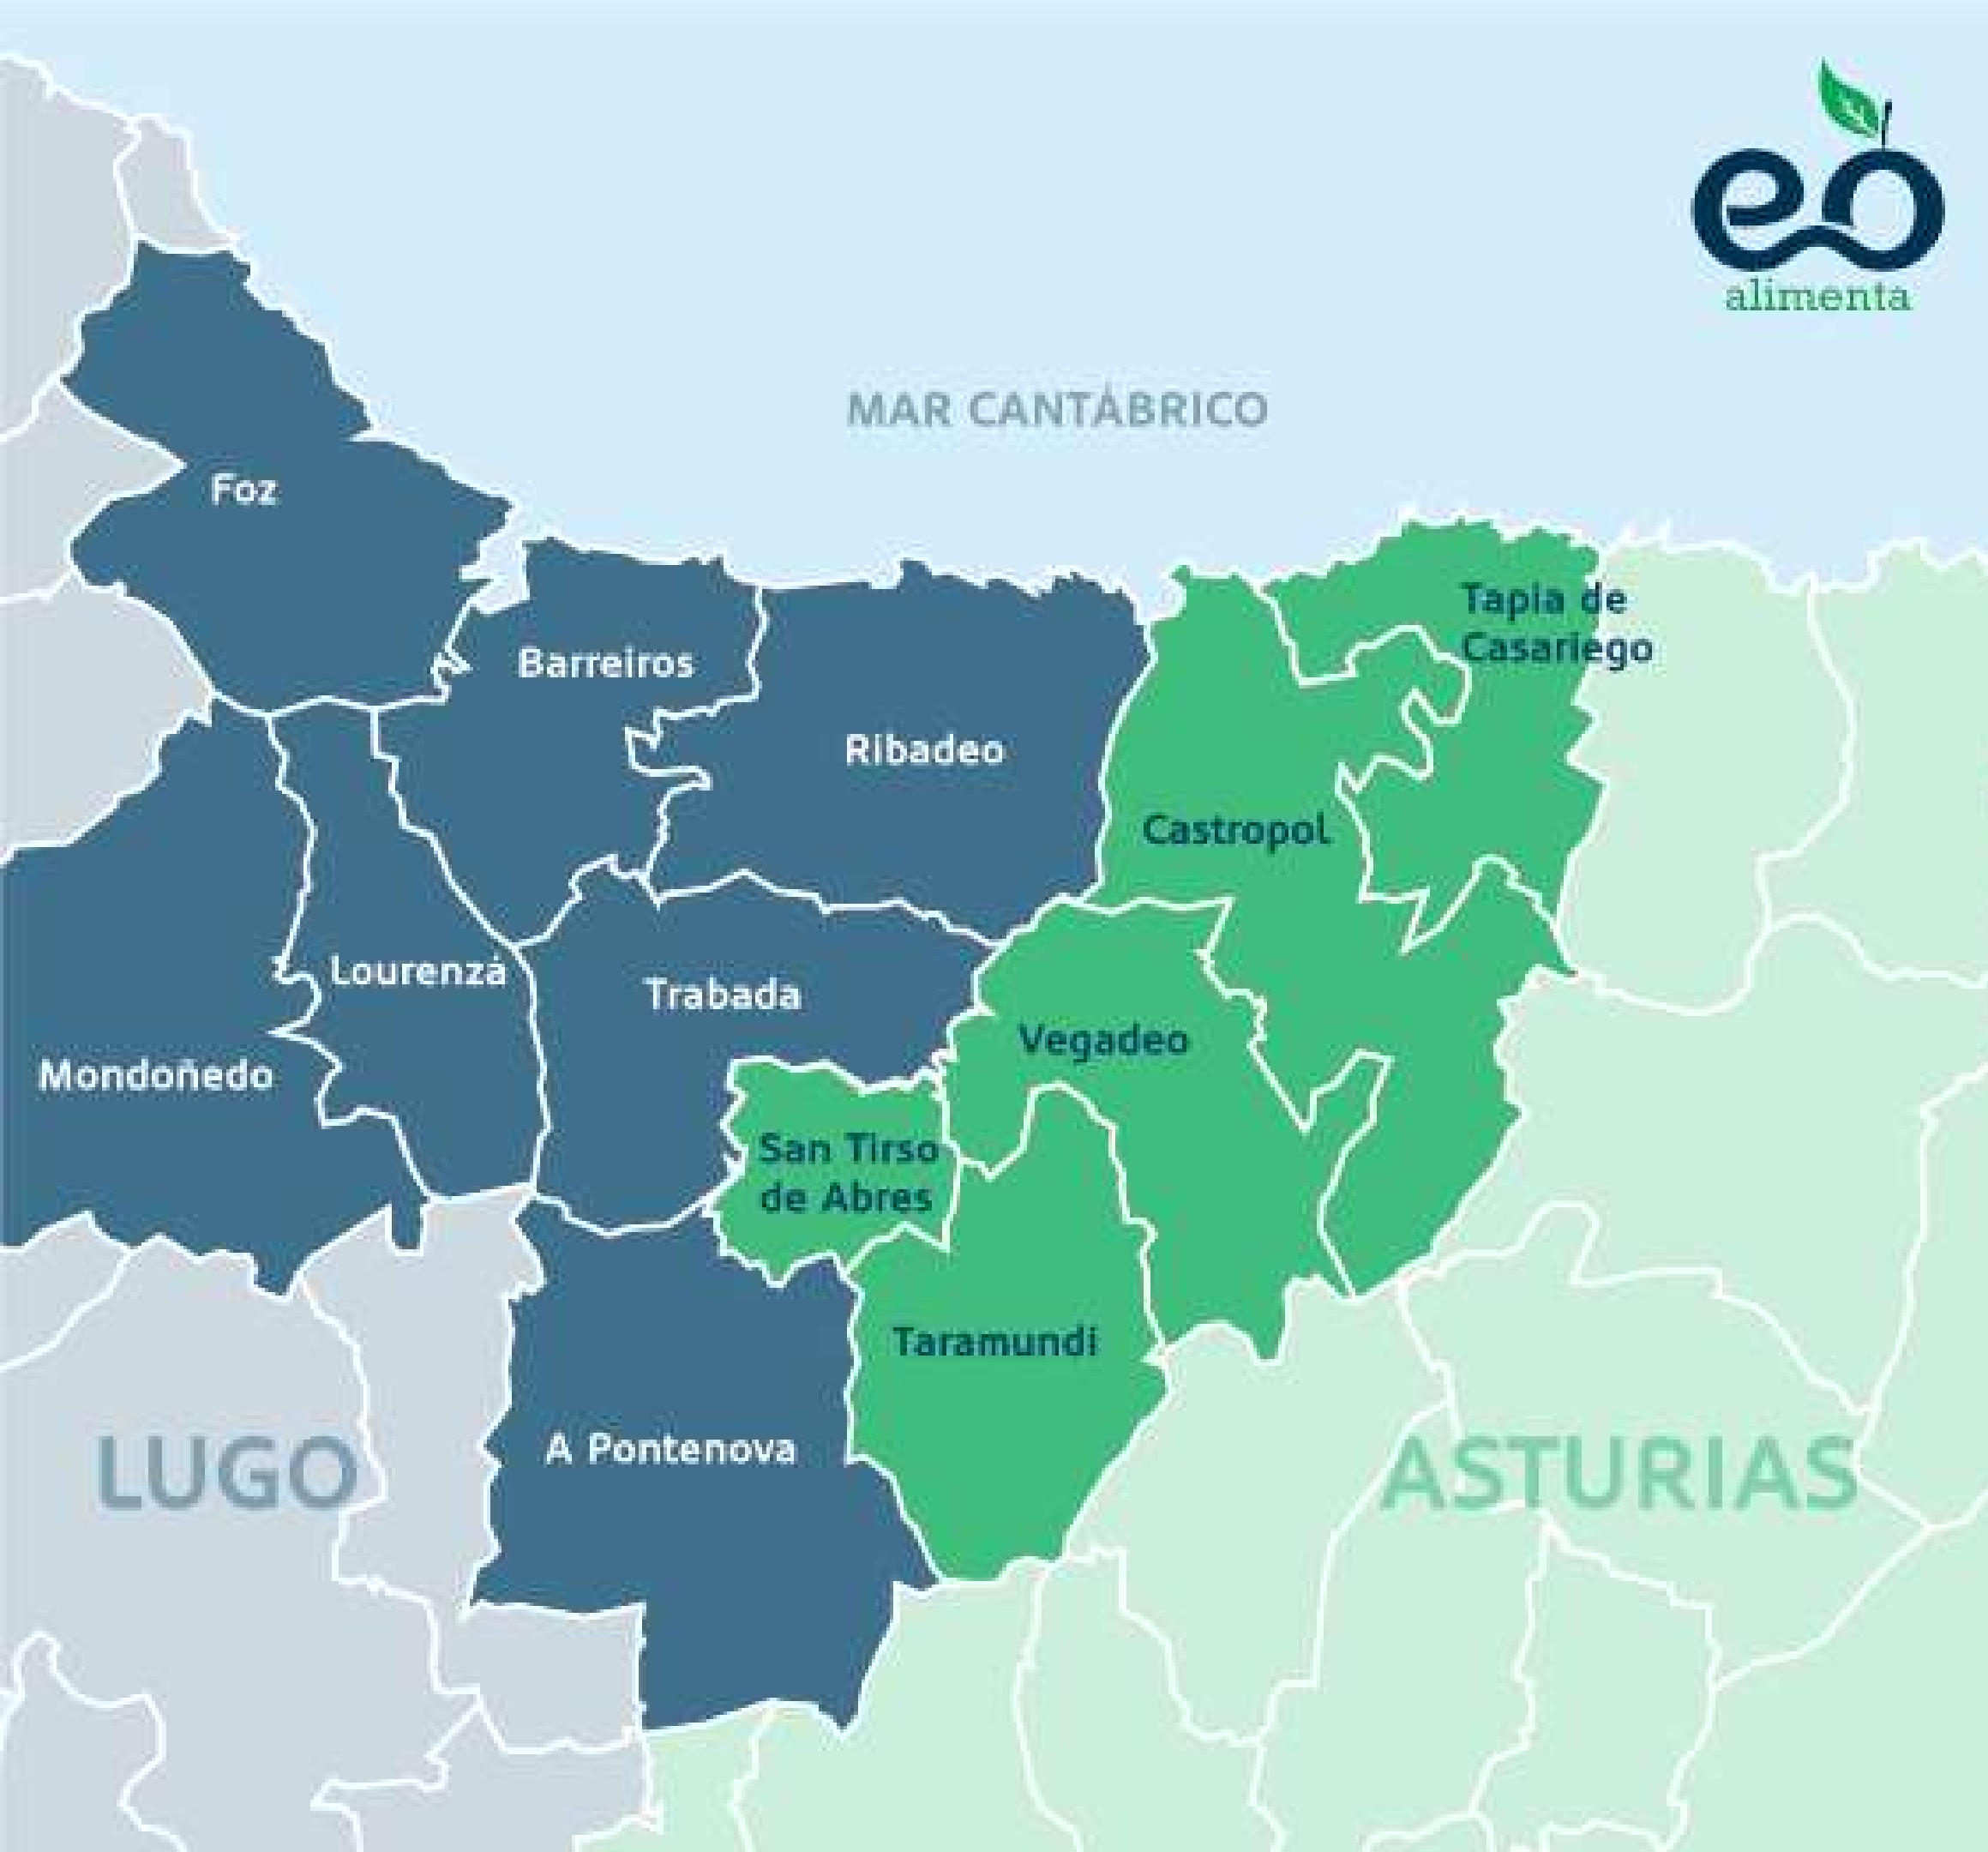 eo
alimenta
MAR CANTÁBRICO
Foz
Tapia de
Casariego
Barreiros
Ribadeo
Castropol
Lourenzá
Trabada
Vegadeo
Mondoñedo
San Tirso
de Abres
Taramundi
A Pontenova
LUGO
ASTURIAS